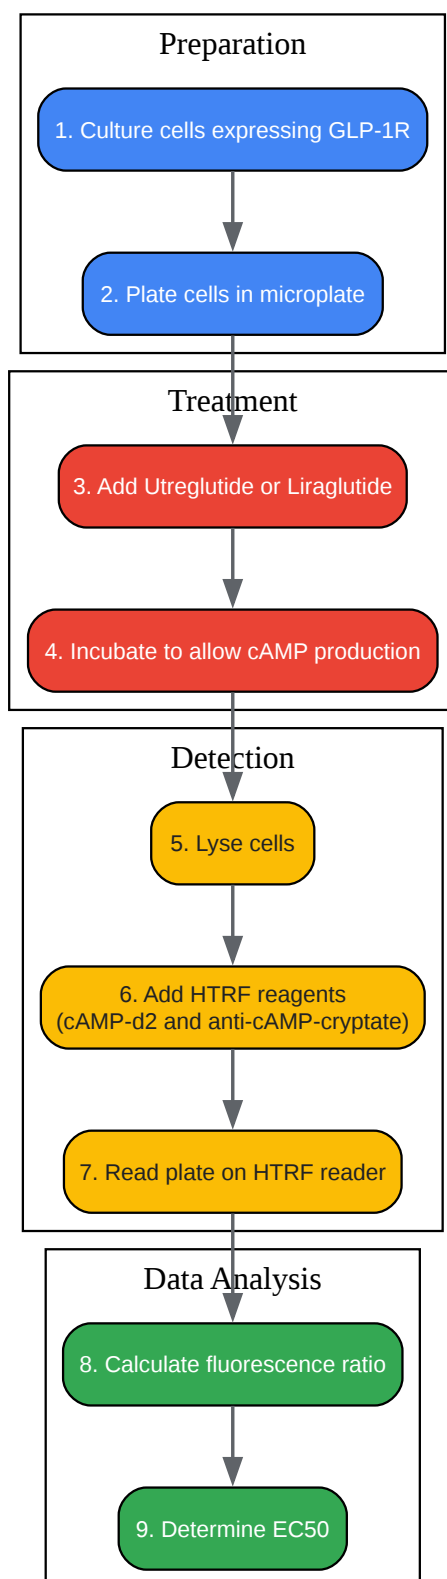 Preparation
1. Culture cells expressing GLP-1R
2. Plate cells in microplate
Treatment
3. Add Utreglutide or Liraglutide
4. Incubate to allow cAMP production
Detection
5. Lyse cells
6. Add HTRF reagents
(cAMP-d2 and anti-cAMP-cryptate)
7. Read plate on HTRF reader
Data Analysis
8. Calculate fluorescence ratio
9. Determine EC50